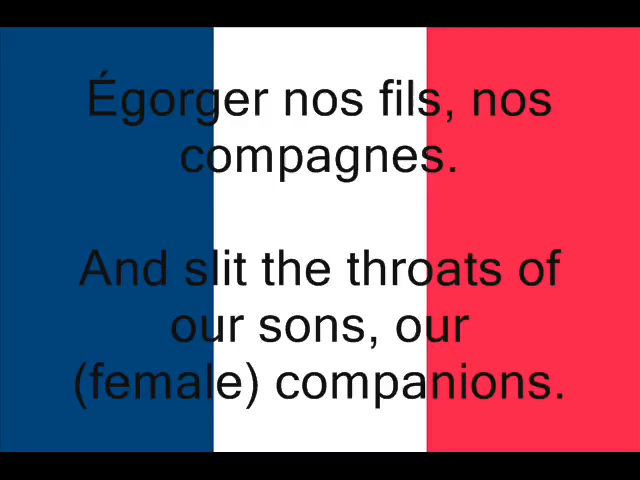 Égorger nos fils, nos
compagnes.
And slit the throats of
our sons, our
(female) companions.